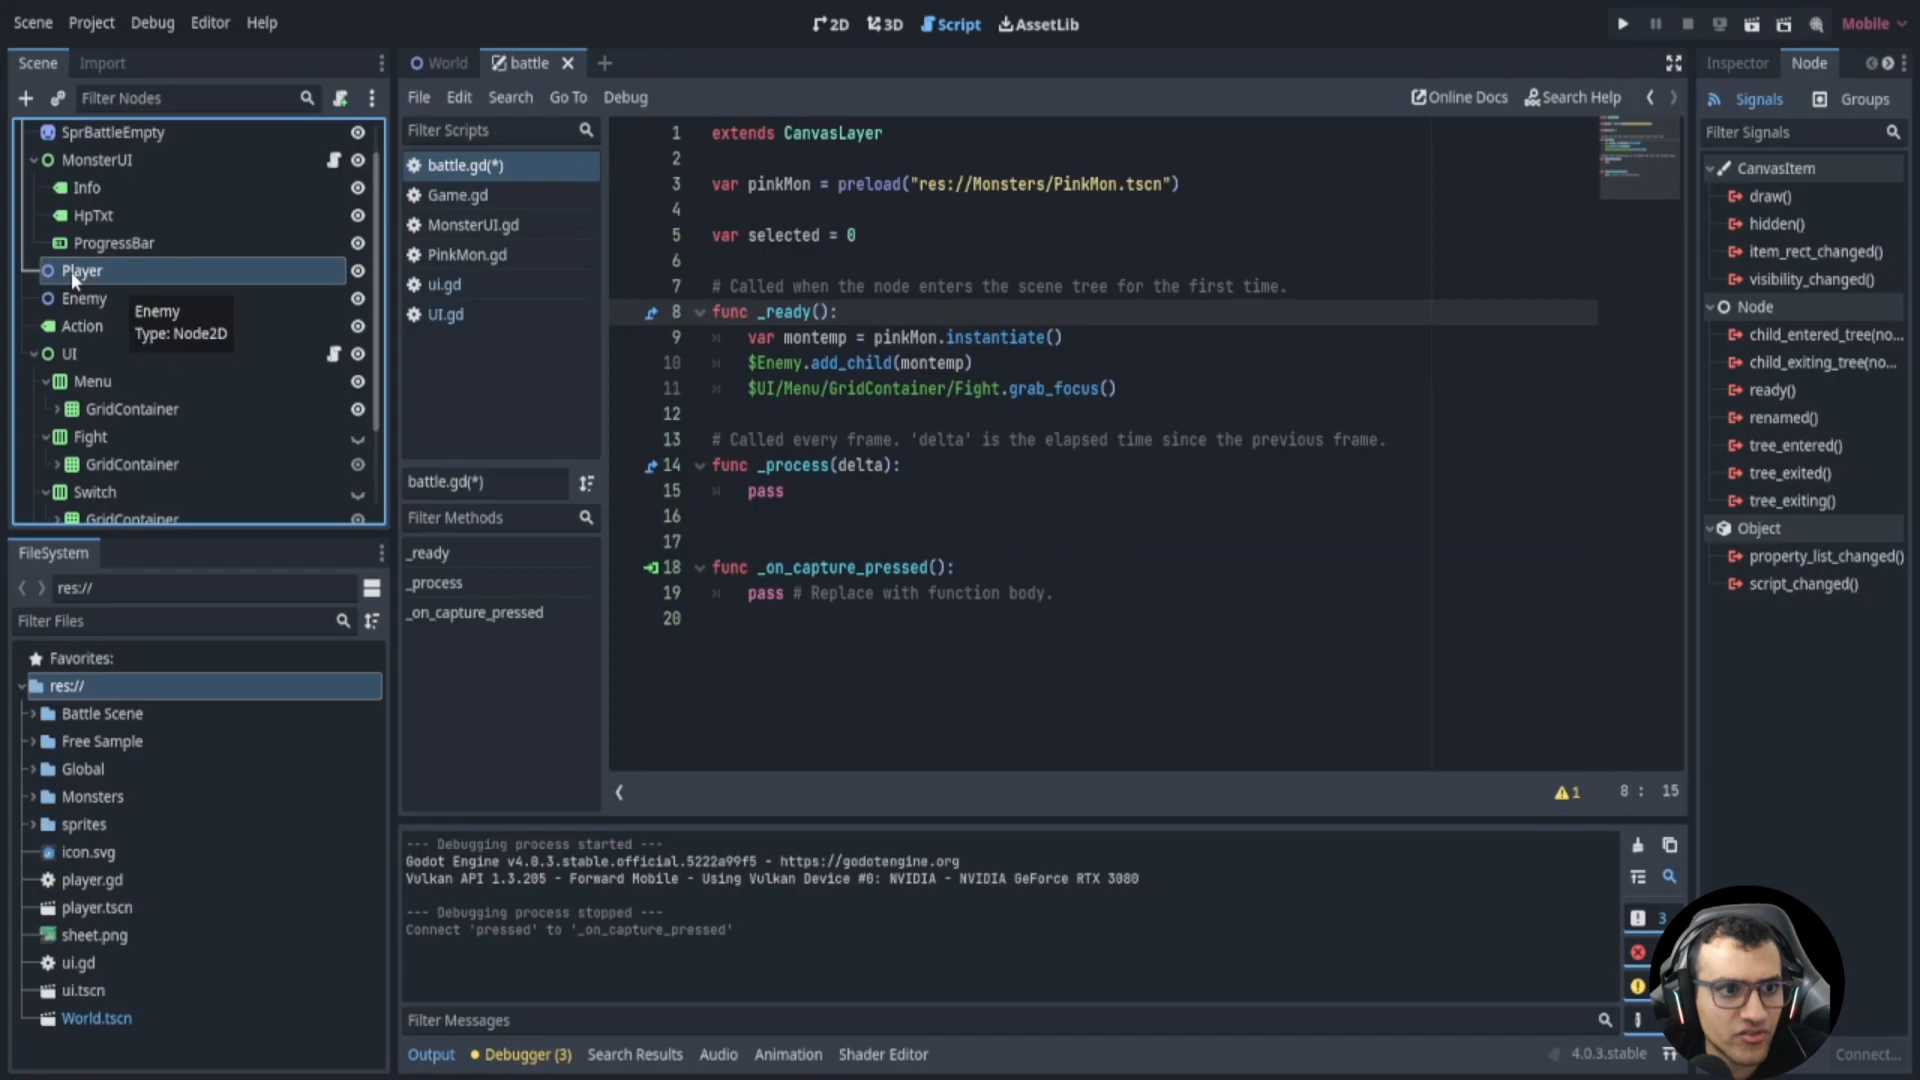 Scene Project Debug Editor Help
2D 3D Script AssetLib
Mobile
Scene Import
World battle
Inspector Node
Filter Nodes
File Edit Search Go To Debug
Online Docs Search Help
Signals Groups
SprBattleEmpty
MonsterUI
Info
HpTxt
ProgressBar
Player
Enemy
Action
UI
Menu
GridContainer
Fight
GridContainer
Switch
GridContainer
Enemy
Type: Node2D
Filter Scripts
battle.gd(*)
Game.gd
MonsterUI.gd
PinkMon.gd
ui.gd
UI.gd
battle.gd(*)
Filter Methods
_ready
_process
_on_capture_pressed
1 extends CanvasLayer
2
3 var pinkMon = preload("res://Monsters/PinkMon.tscn")
4
5 var selected = 0
6
7 # Called when the node enters the scene tree for the first time.
8 func _ready():
9 var montemp = pinkMon.instantiate()
10 $Enemy.add_child(montemp)
11 $UI/Menu/GridContainer/Fight.grab_focus()
12
13 # Called every frame. 'delta' is the elapsed time since the previous frame.
14 func _process(delta):
15 pass
16
17
18 func _on_capture_pressed():
19 pass # Replace with function body.
20
1 8 : 15
Filter Signals
CanvasItem
draw()
hidden()
item_rect_changed()
visibility_changed()
Node
child_entered_tree(no...
child_exiting_tree(no...
ready()
renamed()
tree_entered()
tree_exited()
tree_exiting()
Object
property_list_changed()
script_changed()
FileSystem
res://
Filter Files
Favorites:
res://
Battle Scene
Free Sample
Global
Monsters
sprites
icon.svg
player.gd
player.tscn
sheet.png
ui.gd
ui.tscn
World.tscn
--- Debugging process started ---
Godot Engine v4.0.3.stable.official.5222a99f5 - https://godotengine.org
Vulkan API 1.3.205 - Forward Mobile - Using Vulkan Device #0: NVIDIA - NVIDIA GeForce RTX 3080
--- Debugging process stopped ---
Connect 'pressed' to '_on_capture_pressed'
3
Filter Messages
Output Debugger (3) Search Results Audio Animation Shader Editor
4.0.3.stable
Connect...